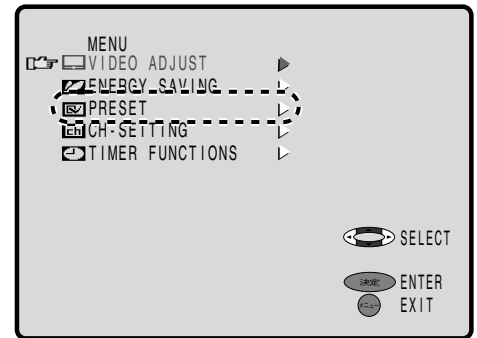 MENU
VIDEO ADJUST
ENERGY SAVING
PRESET
ch CH-SETTING
TIMER FUNCTIONS
SELECT
決定 ENTER
メニュー EXIT